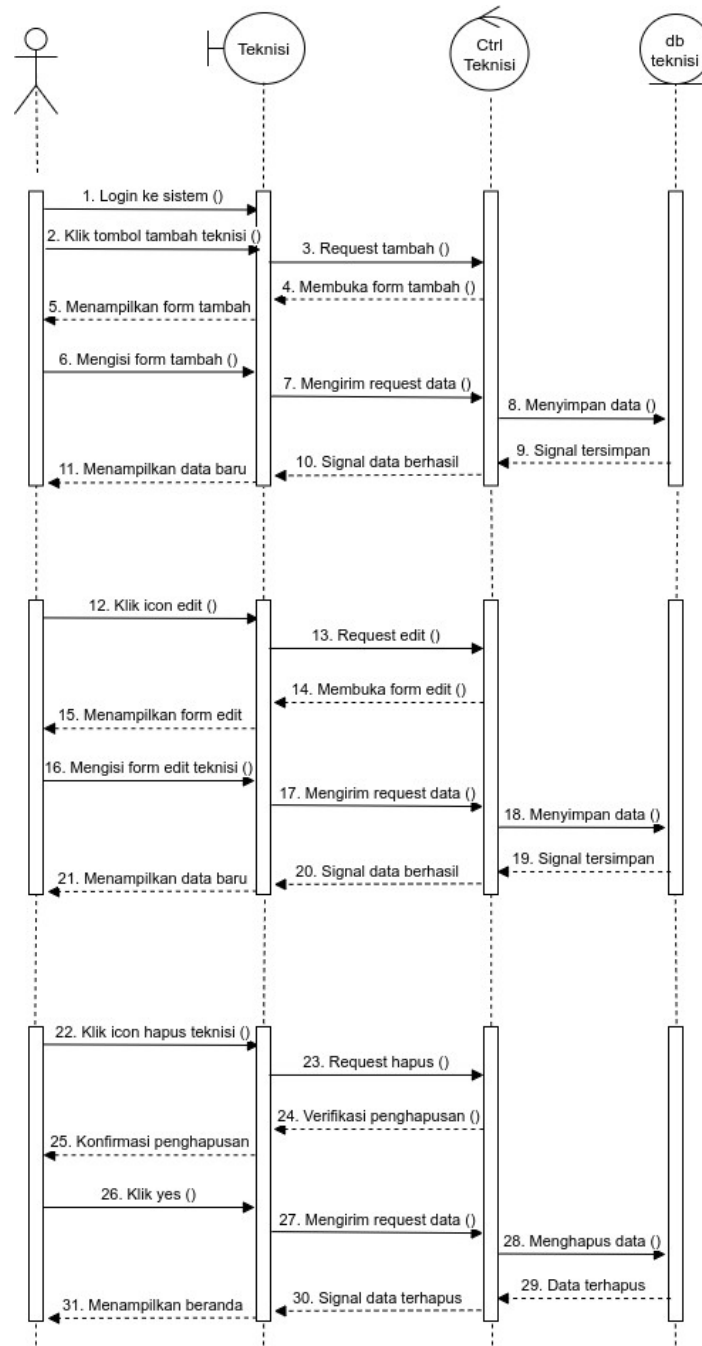 Teknisi
Ctrl
Teknisi
db
teknisi
1. Login ke sistem ()
2. Klik tombol tambah teknisi ()
3. Request tambah ()
4. Membuka form tambah ()
5. Menampilkan form tambah
6. Mengisi form tambah ()
7. Mengirim request data ()
8. Menyimpan data ()
9. Signal tersimpan
10. Signal data berhasil
11. Menampilkan data baru
12. Klik icon edit ()
13. Request edit ()
14. Membuka form edit ()
15. Menampilkan form edit
16. Mengisi form edit teknisi ()
17. Mengirim request data ()
18. Menyimpan data ()
19. Signal tersimpan
20. Signal data berhasil
21. Menampilkan data baru
22. Klik icon hapus teknisi ()
23. Request hapus ()
24. Verifikasi penghapusan ()
25. Konfirmasi penghapusan
26. Klik yes ()
27. Mengirim request data ()
28. Menghapus data ()
29. Data terhapus
30. Signal data terhapus
31. Menampilkan beranda